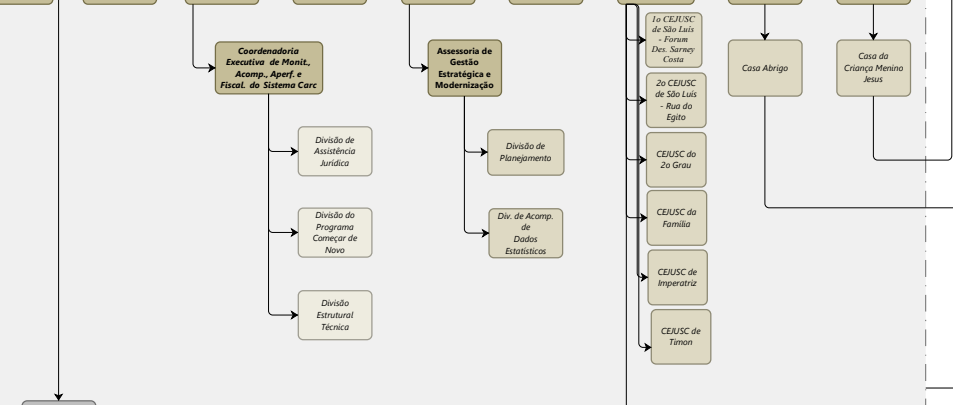 Coordenadoria
Executiva de Monit.,
Acomp., Aperf. e
Fiscal. do Sistema Carc
Divisão de
Assistência
Jurídica
Divisão do
Programa
Começar de
Novo
Divisão
Estrutural
Técnica
Assessoria de
Gestão
Estratégica e
Modernização
Divisão de
Planejamento
Div. de Acomp.
de
Dados
Estatísticos
1o CEJUSC
de São Luís
- Forum
Des. Sarney
Costa
2o CEJUSC
de São Luís
- Rua do
Egito
CEJUSC do
2o Grau
CEJUSC da
Família
CEJUSC de
Imperatriz
CEJUSC de
Timon
Casa Abrigo
Casa da
Criança Menino
Jesus